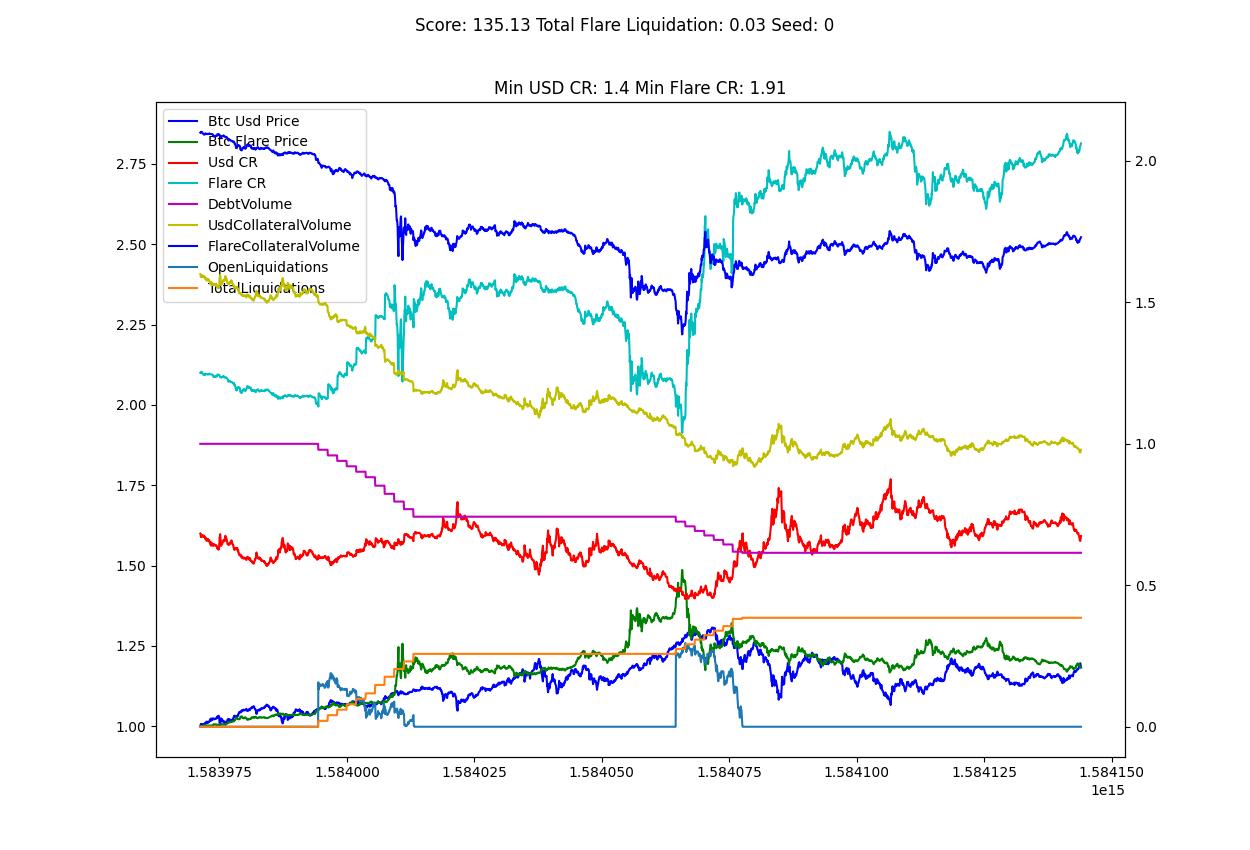 Score: 135.13 Total Flare Liquidation: 0.03 Seed: 0
Min USD CR: 1.4 Min Flare CR: 1.91
Btc Usd Price
Btc Flare Price
Usd CR
Flare CR
DebtVolume
UsdCollateralVolume
FlareCollateralVolume
OpenLiquidations
TotalLiquidations
2.75
2.50
2.25
2.00
1.75
1.50
1.25
1.00
2.0
1.5
1.0
0.5
0.0
1.583975
1.584000
1.584025
1.584050
1.584075
1.584100
1.584125
1.584150
1e15